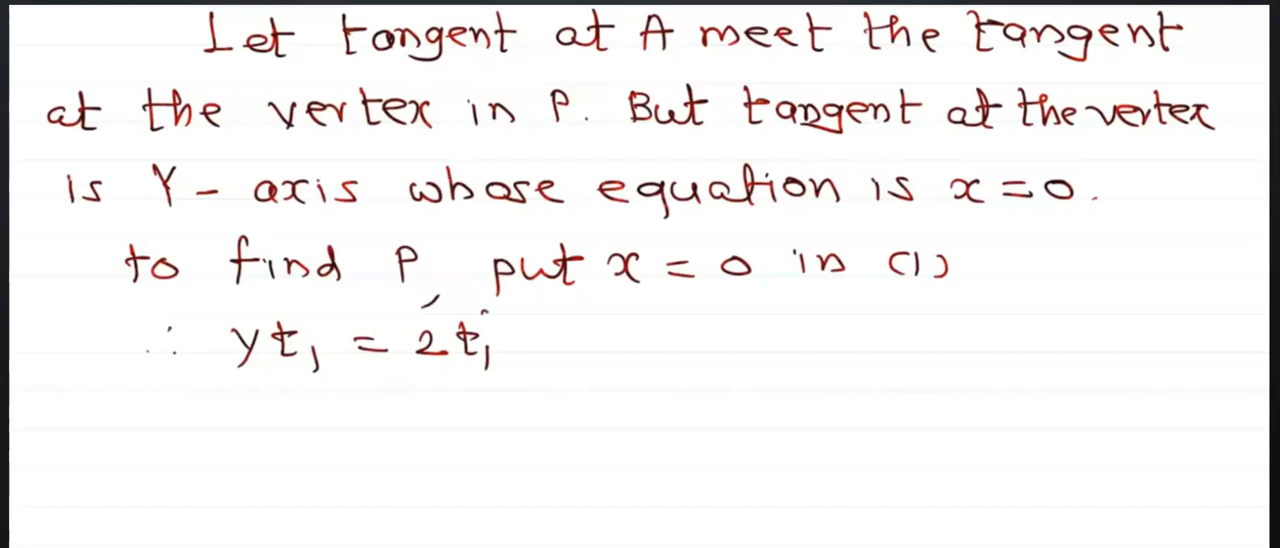 Let tangent at A meet the tangent
at the vertex in P. But tangent at the vertex
is Y - axis whose equation is x = 0.
to find P, put x = 0 in (1)
∴ yt₁ = 2t₁